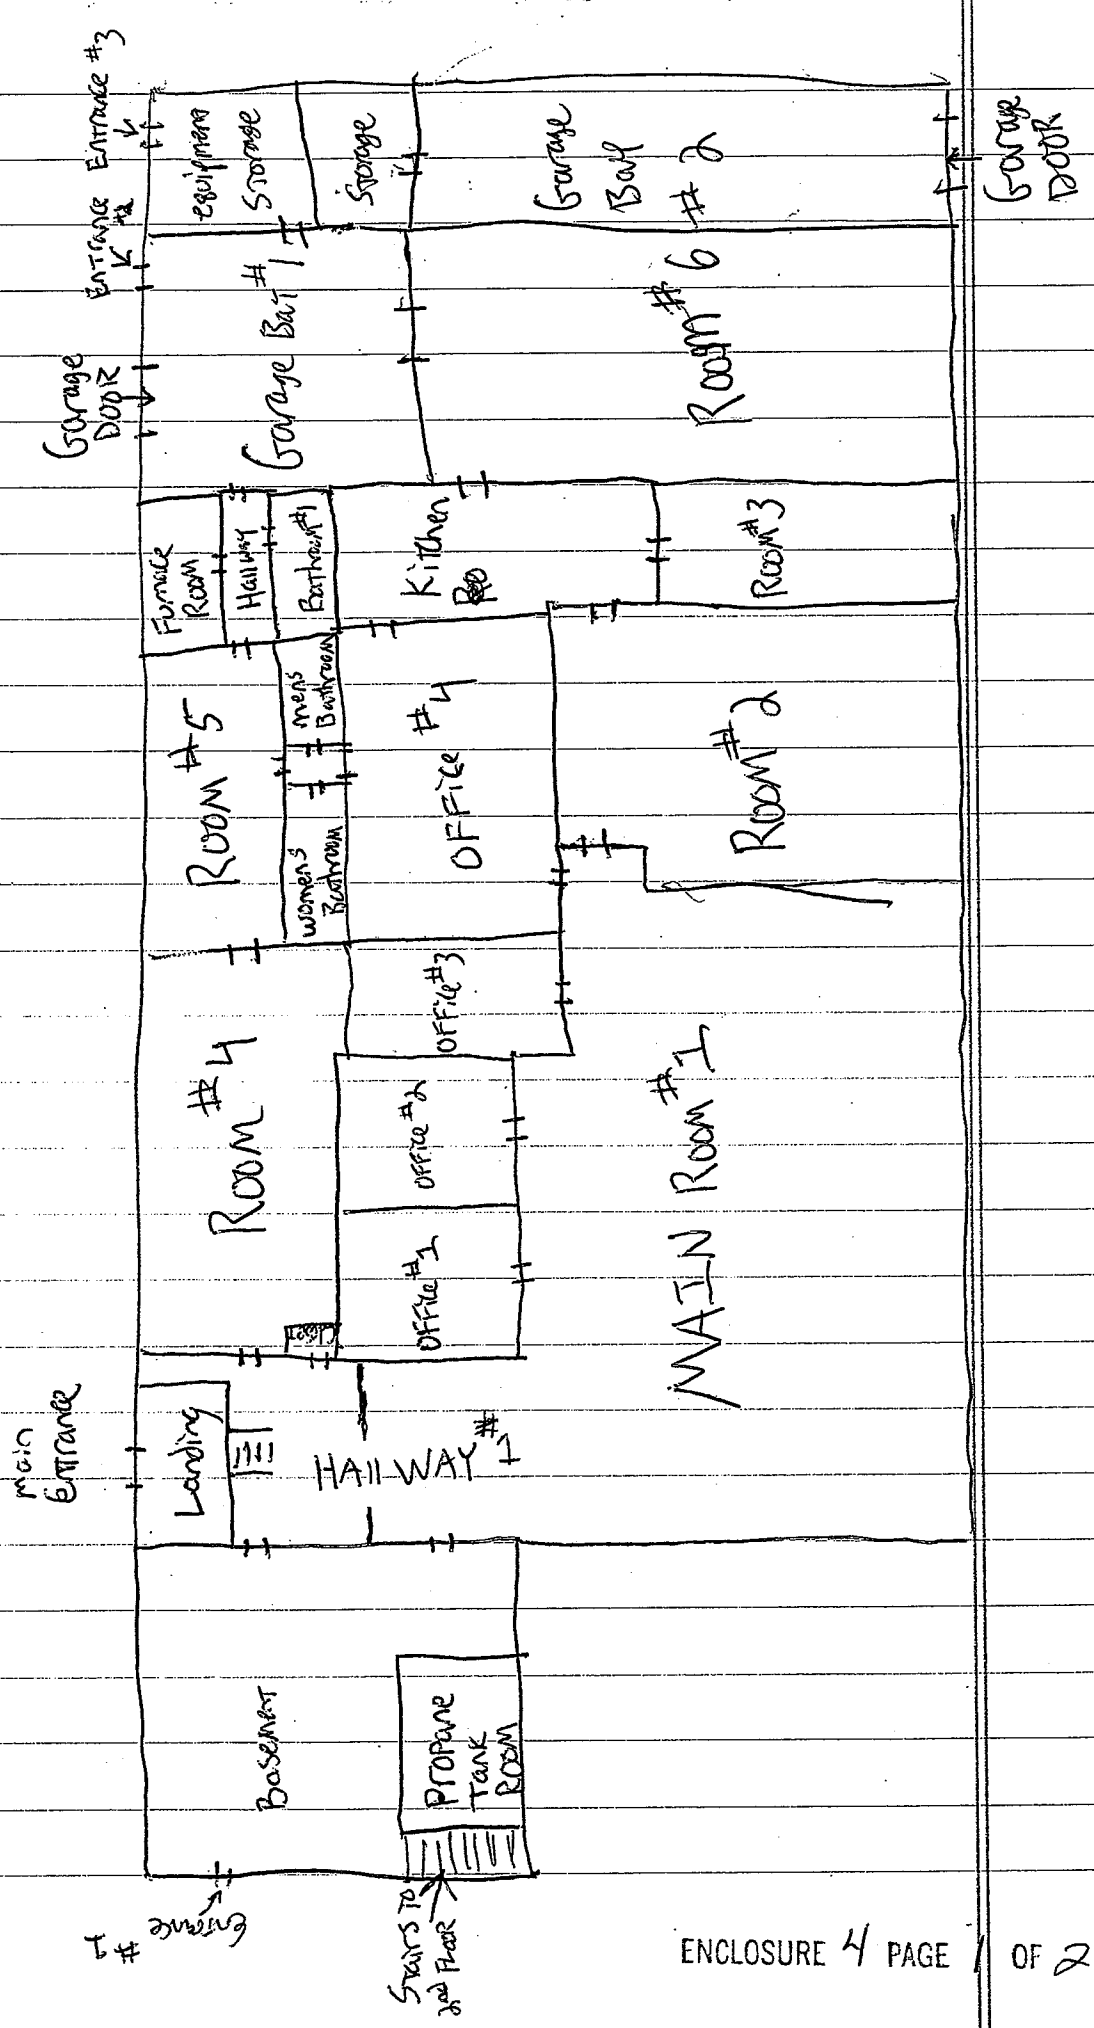 Entrance #3
Entrance #2
Garage
DOOR
equipment
Storage
Storage
Garage
Bay
# 2
Garage
DOOR
Garage Bat #1
Room #6
Furnace
Room
Hallway
Bathroom #1
Kitchen
Room #3
Room #5
mens
Bathroom
womens
Bathroom
OFFice #4
Room #2
Room #4
OFFice #3
OFFice #2
OFFice #1
MAIN Room #1
main
Entrance
Landing
HAllWAY #1
Basement
Propane
Tank
Room
Entrance
#1
Stairs To
2nd Floor
ENCLOSURE 4 PAGE 1 OF 2